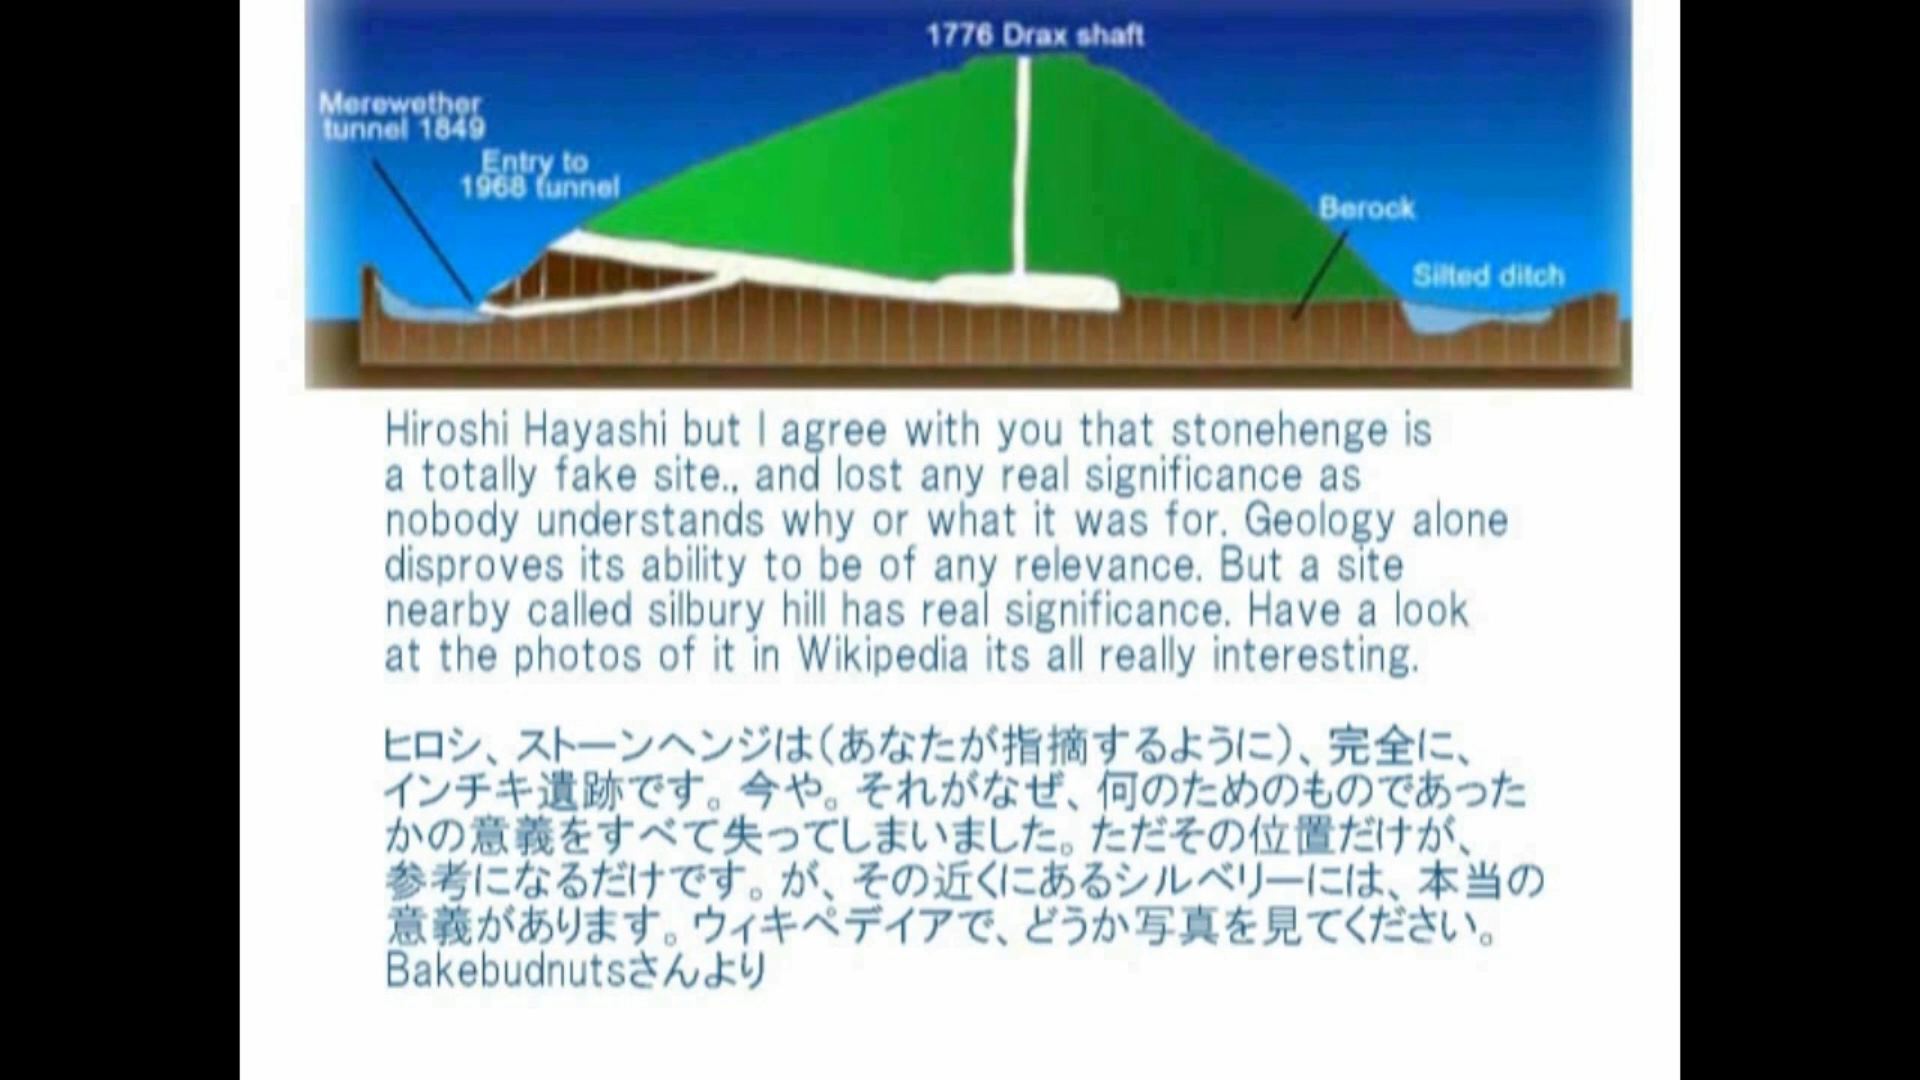 1776 Drax shaft
Merewether
tunnel 1849
Entry to
1968 tunnel
Berock
Silted ditch
Hiroshi Hayashi but I agree with you that stonehenge is
a totally fake site., and lost any real significance as
nobody understands why or what it was for. Geology alone
disproves its ability to be of any relevance. But a site
nearby called silbury hill has real significance. Have a look
at the photos of it in Wikipedia its all really interesting.
ヒロシ、ストーンヘンジは(あなたが指摘するように)、完全に、
インチキ遺跡です。今や。それがなぜ、何のためのものであった
かの意義をすべて失ってしまいました。ただその位置だけが、
参考になるだけです。が、その近くにあるシルベリーには、本当の
意義があります。ウィキペデイアで、どうか写真を見てください。
Bakebudnutsさんより